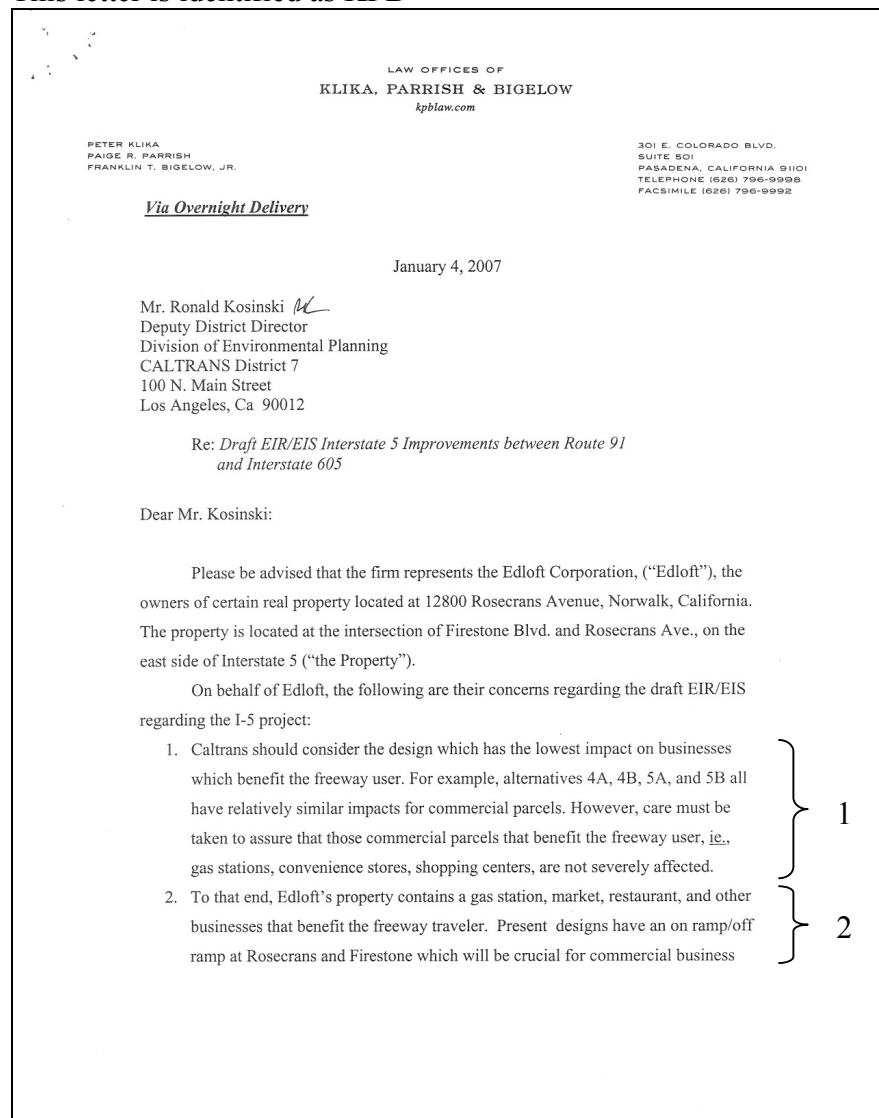 This letter is identified as KPB
LAW OFFICES OF
KLIKA, PARRISH & BIGELOW
kpblaw.com
PETER KLIKA
PAIGE R. PARRISH
FRANKLIN T. BIGELOW, JR.
301 E. COLORADO BLVD.
SUITE 501
PASADENA, CALIFORNIA 91101
TELEPHONE (626) 796-9998
FACSIMILE (626) 796-9992
Via Overnight Delivery
January 4, 2007
Mr. Ronald Kosinski
Deputy District Director
Division of Environmental Planning
CALTRANS District 7
100 N. Main Street
Los Angeles, Ca 90012
Re: Draft EIR/EIS Interstate 5 Improvements between Route 91
and Interstate 605
Dear Mr. Kosinski:
Please be advised that the firm represents the Edloft Corporation, ("Edloft"), the
owners of certain real property located at 12800 Rosecrans Avenue, Norwalk, California.
The property is located at the intersection of Firestone Blvd. and Rosecrans Ave., on the
east side of Interstate 5 ("the Property").
On behalf of Edloft, the following are their concerns regarding the draft EIR/EIS
regarding the I-5 project:
1. Caltrans should consider the design which has the lowest impact on businesses
which benefit the freeway user. For example, alternatives 4A, 4B, 5A, and 5B all
have relatively similar impacts for commercial parcels. However, care must be
taken to assure that those commercial parcels that benefit the freeway user, ie.,
gas stations, convenience stores, shopping centers, are not severely affected.
1
2. To that end, Edloft's property contains a gas station, market, restaurant, and other
businesses that benefit the freeway traveler. Present designs have an on ramp/off
ramp at Rosecrans and Firestone which will be crucial for commercial business
2